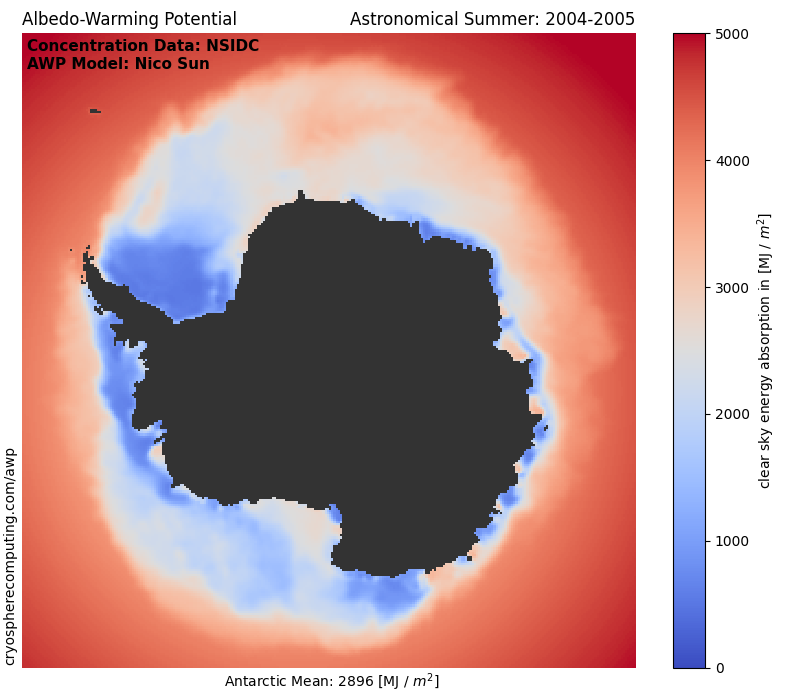 Albedo-Warming Potential
Astronomical Summer: 2004-2005
Concentration Data: NSIDC
AWP Model: Nico Sun
5000
4000
3000
2000
1000
0
clear sky energy absorption in [MJ / m²]
cryospherecomputing.com/awp
Antarctic Mean: 2896 [MJ / m²]